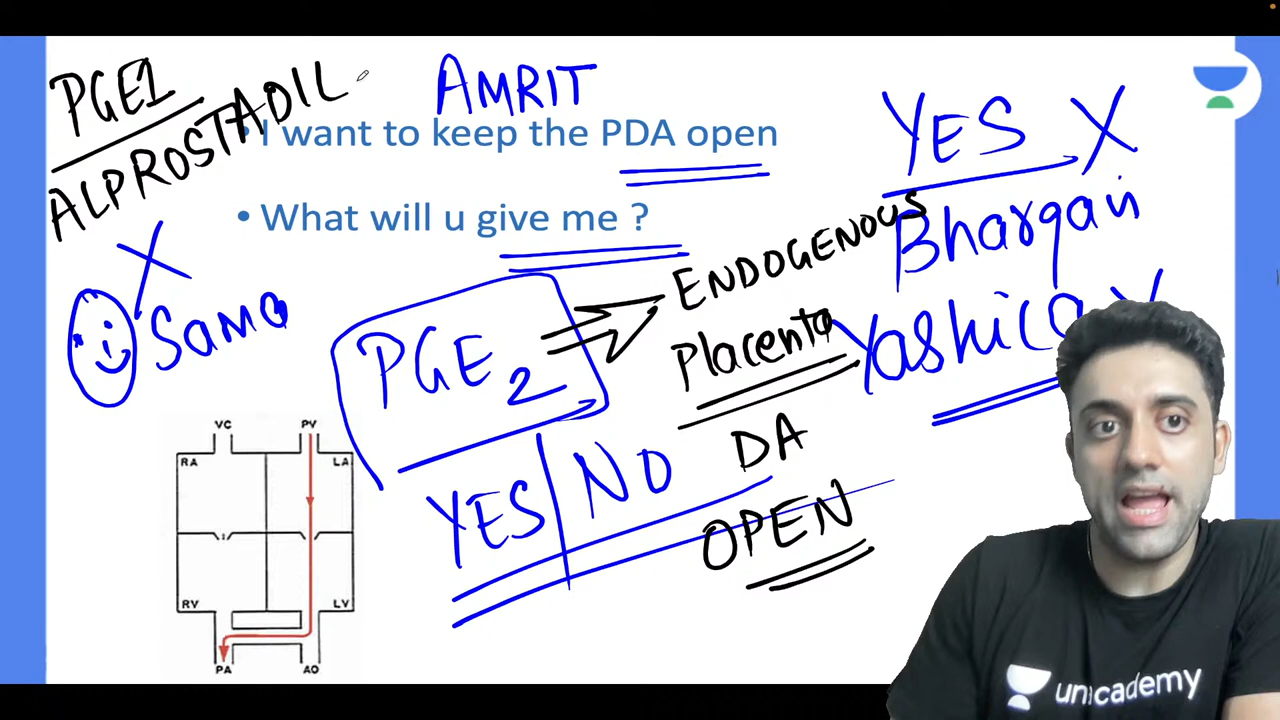 PGE1
ALPROSTADIL
AMRIT
• I want to keep the PDA open
• What will u give me ?
YES X
Bhargavi
Yashica X
X
Sama
PGE2
ENDOGENOUS
Placenta
DA
OPEN
YES NO
VC PV
RA LA
RV LV
PA AO
unacademy